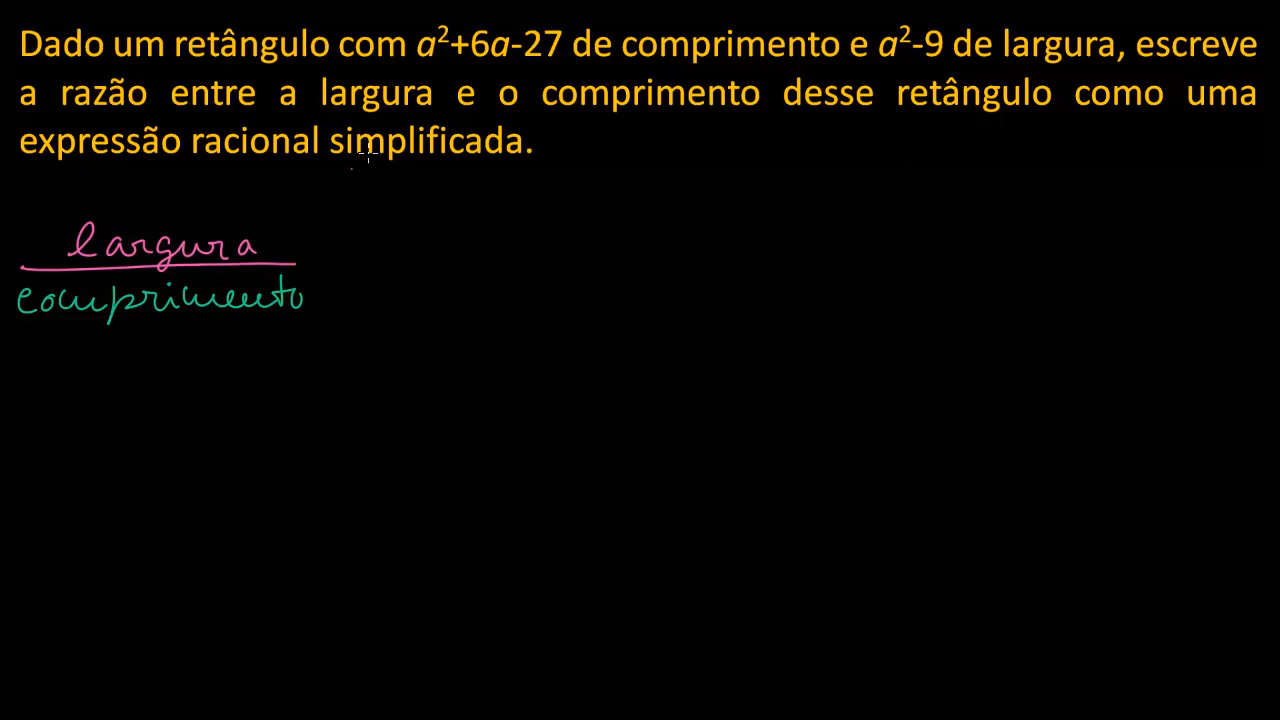 Dado um retângulo com a²+6a-27 de comprimento e a²-9 de largura, escreve
a razão entre a largura e o comprimento desse retângulo como uma
expressão racional simplificada.
largura
comprimento